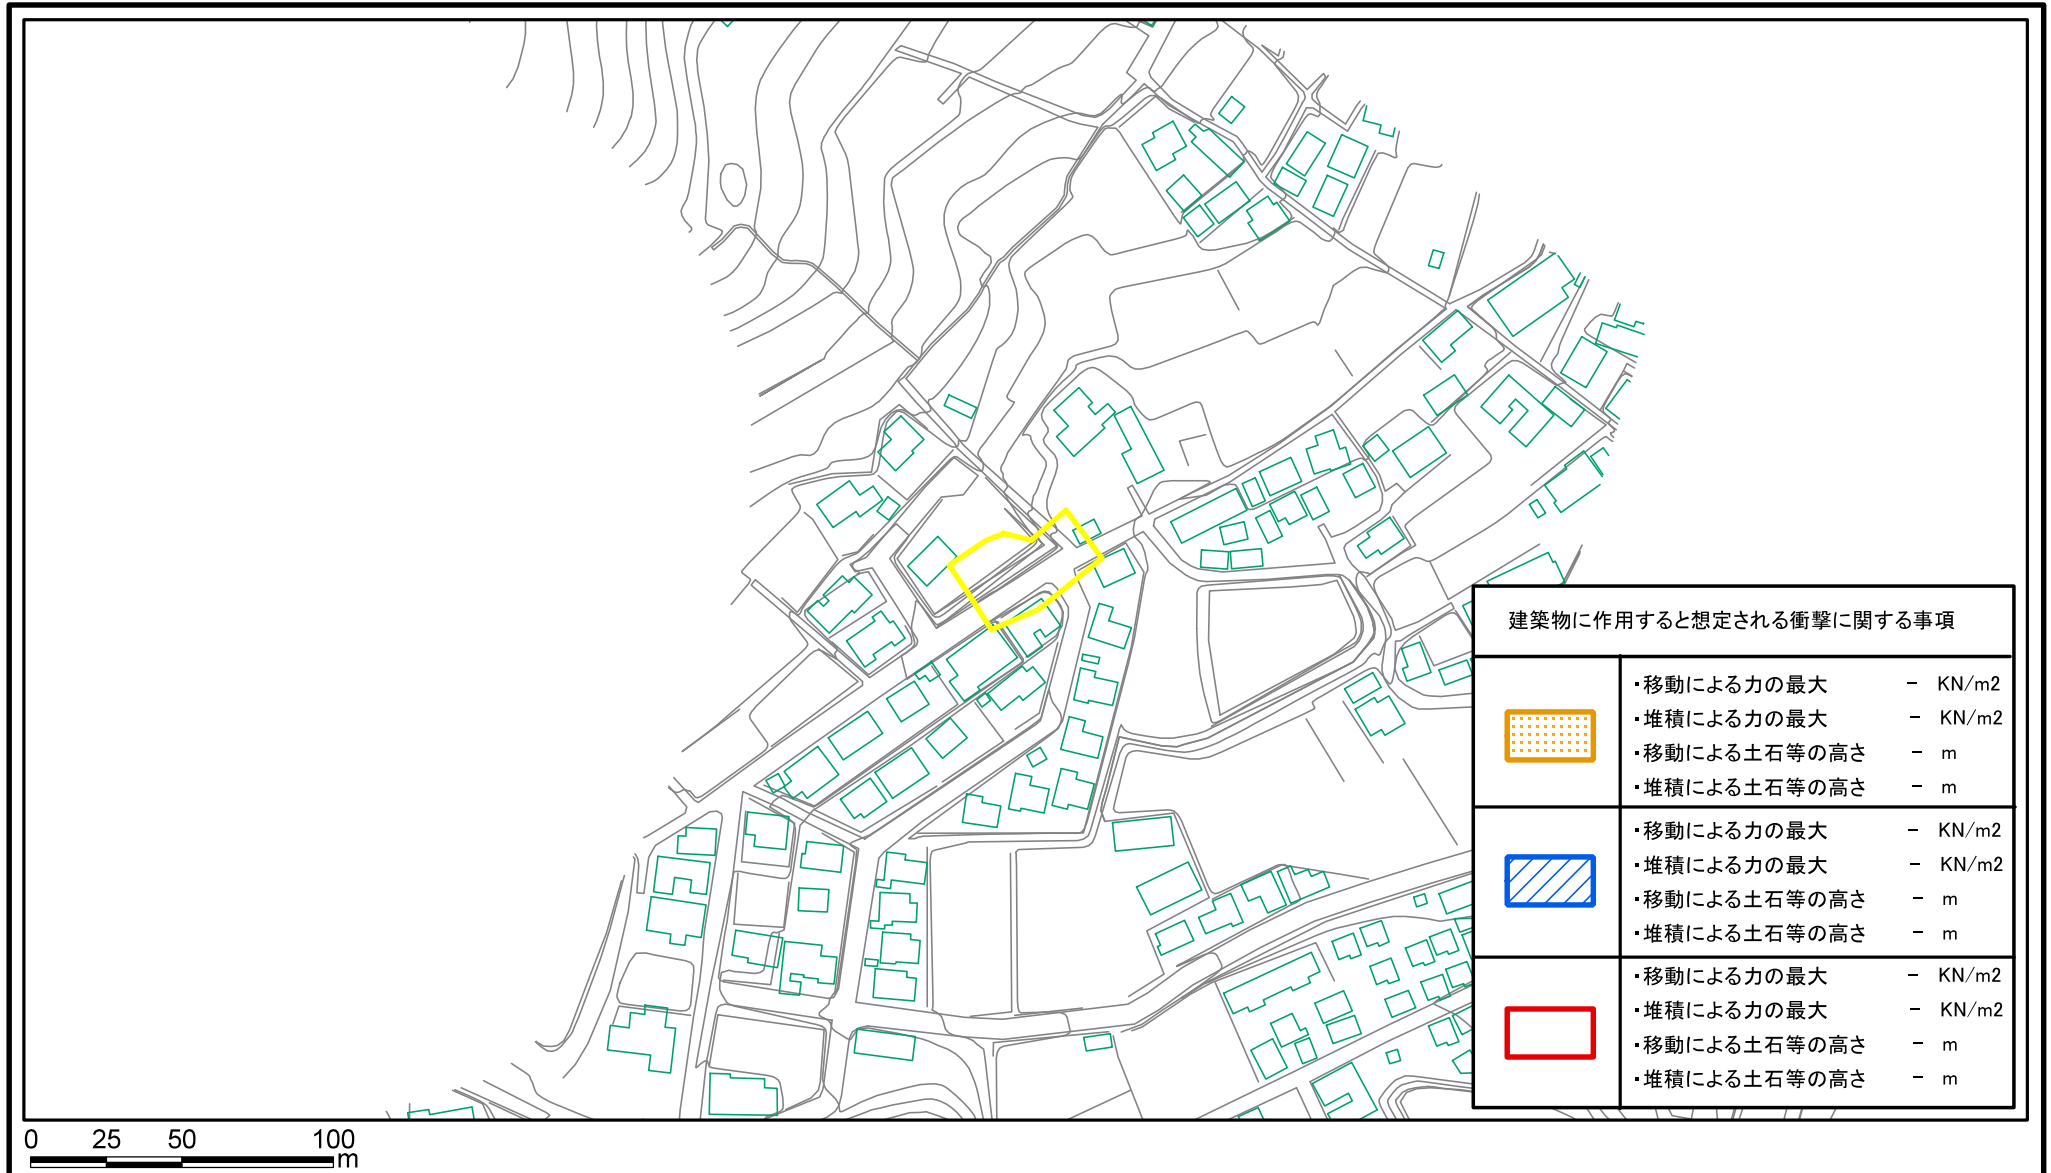 建築物に作用すると想定される衝撃に関する事項
・移動による力の最大 － KN/m2
・堆積による力の最大 － KN/m2
・移動による土石等の高さ － m
・堆積による土石等の高さ － m
・移動による力の最大 － KN/m2
・堆積による力の最大 － KN/m2
・移動による土石等の高さ － m
・堆積による土石等の高さ － m
・移動による力の最大 － KN/m2
・堆積による力の最大 － KN/m2
・移動による土石等の高さ － m
・堆積による土石等の高さ － m
0 25 50 100
m